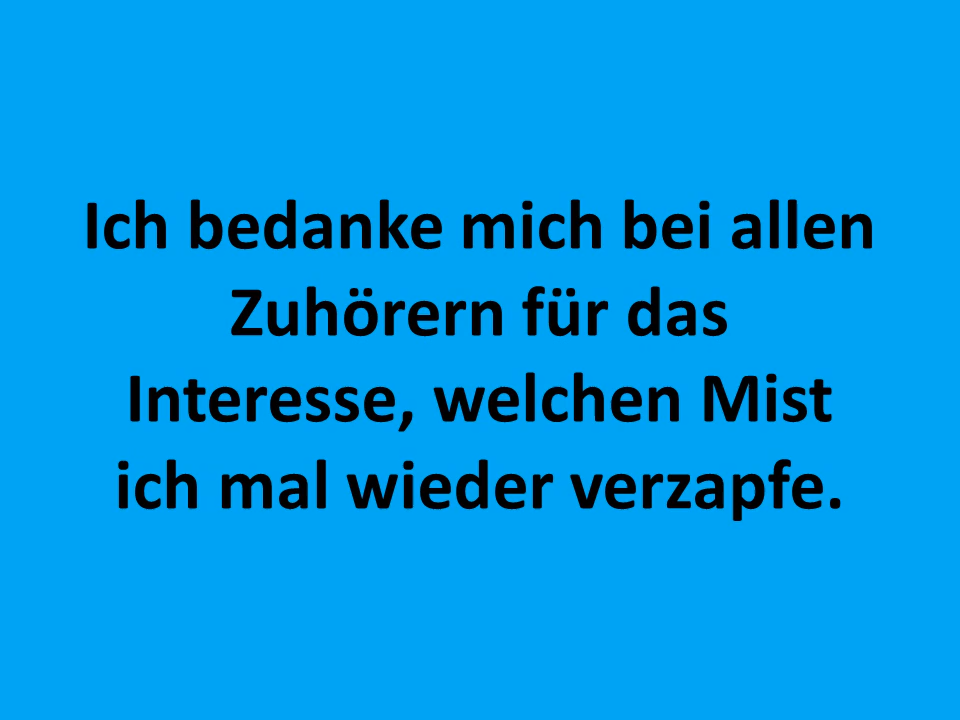 Ich bedanke mich bei allen
Zuhörern für das
Interesse, welchen Mist
ich mal wieder verzapfe.